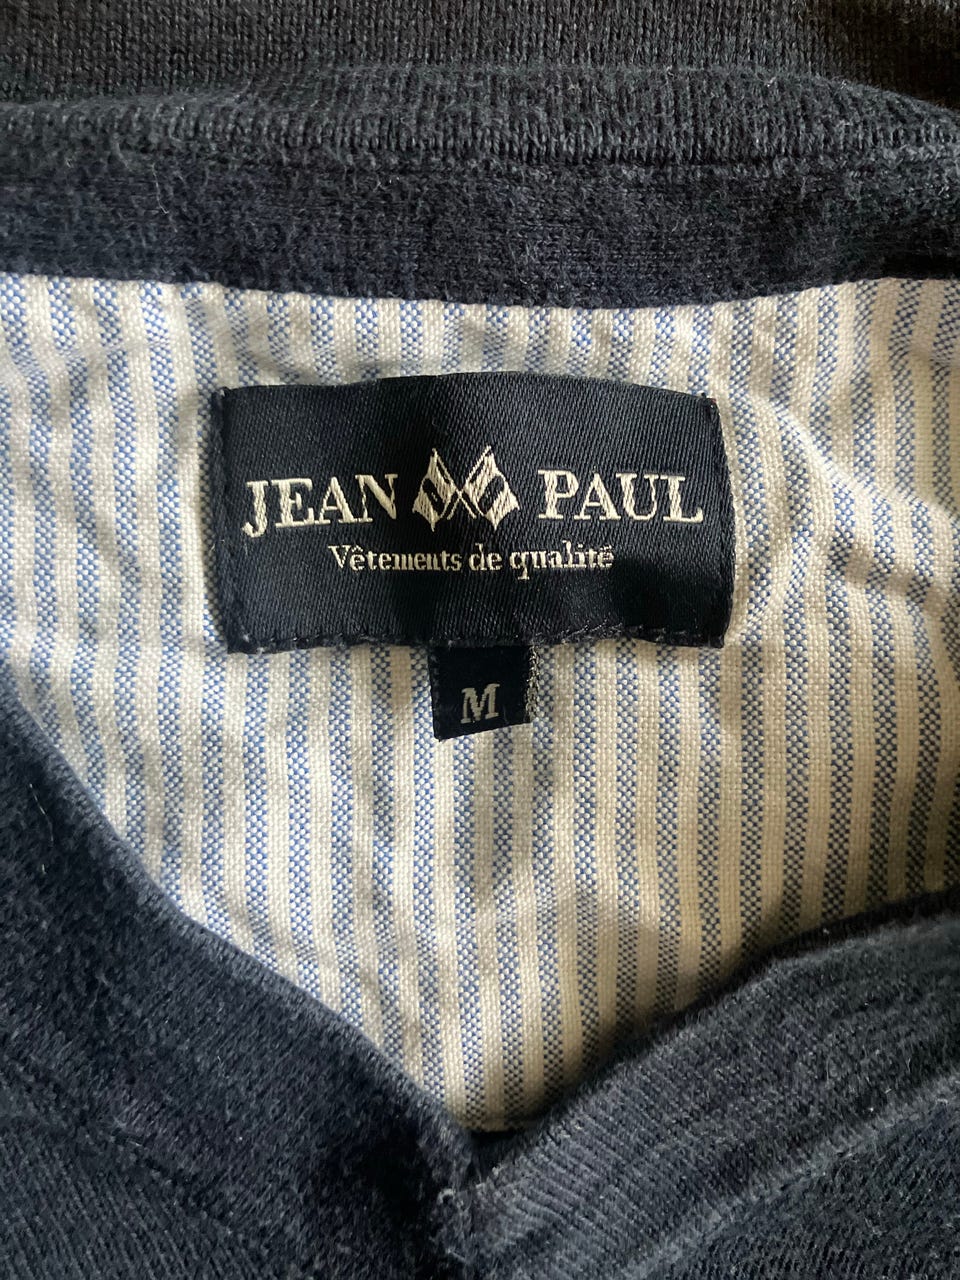 JEAN PAUL
Vêtements de qualité
M